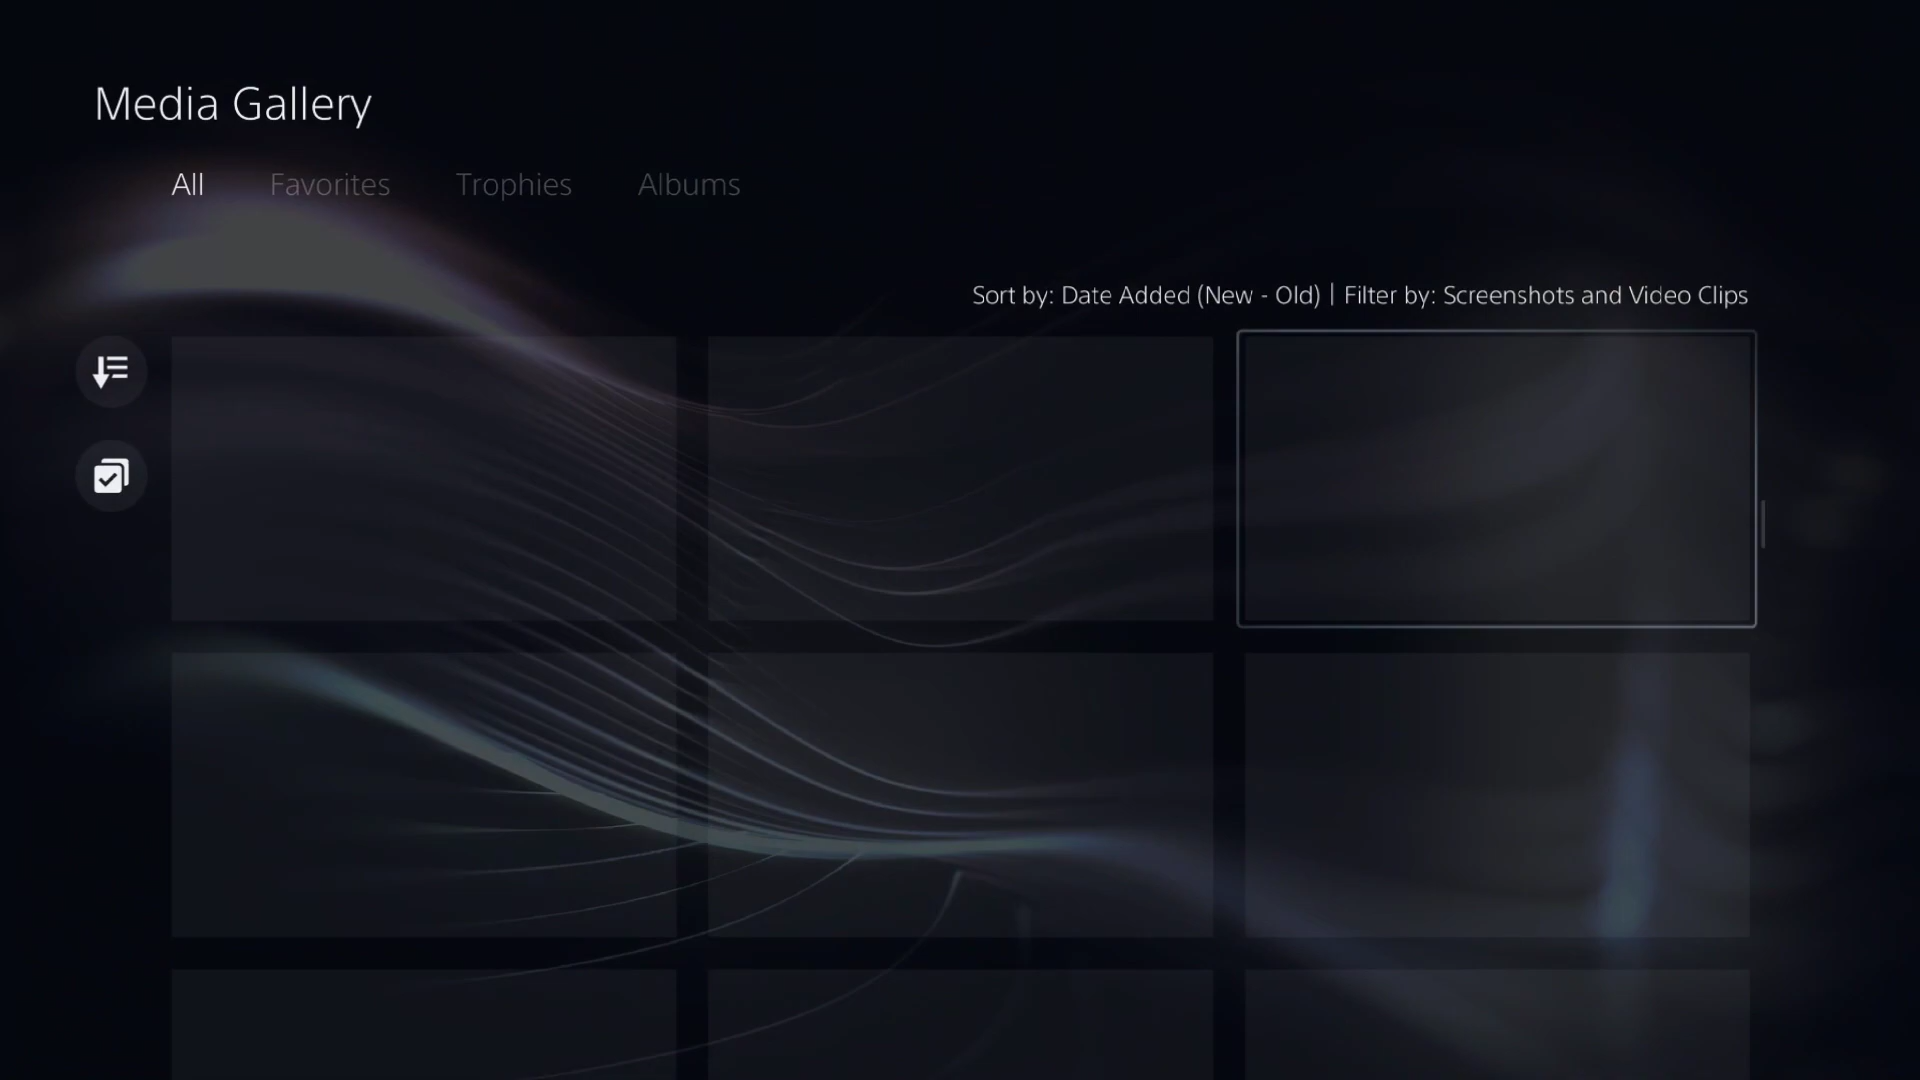 Media Gallery
All Favorites Trophies Albums
Sort by: Date Added (New - Old) | Filter by: Screenshots and Video Clips